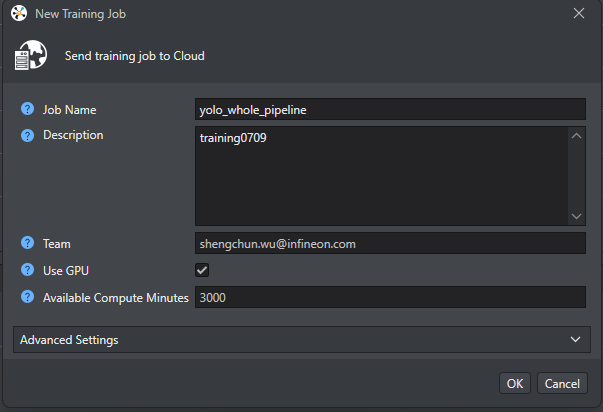 New Training Job
Send training job to Cloud
? Job Name yolo_whole_pipeline
? Description training0709
? Team shengchun.wu@infineon.com
? Use GPU
? Available Compute Minutes 3000
Advanced Settings
OK Cancel